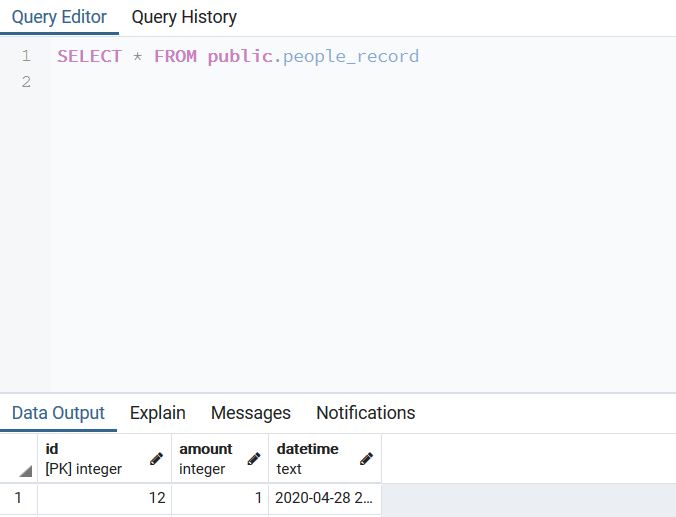 Query Editor Query History
1 SELECT * FROM public.people_record
2
Data Output Explain Messages Notifications
id amount datetime
[PK] integer integer text
1 12 1 2020-04-28 2...